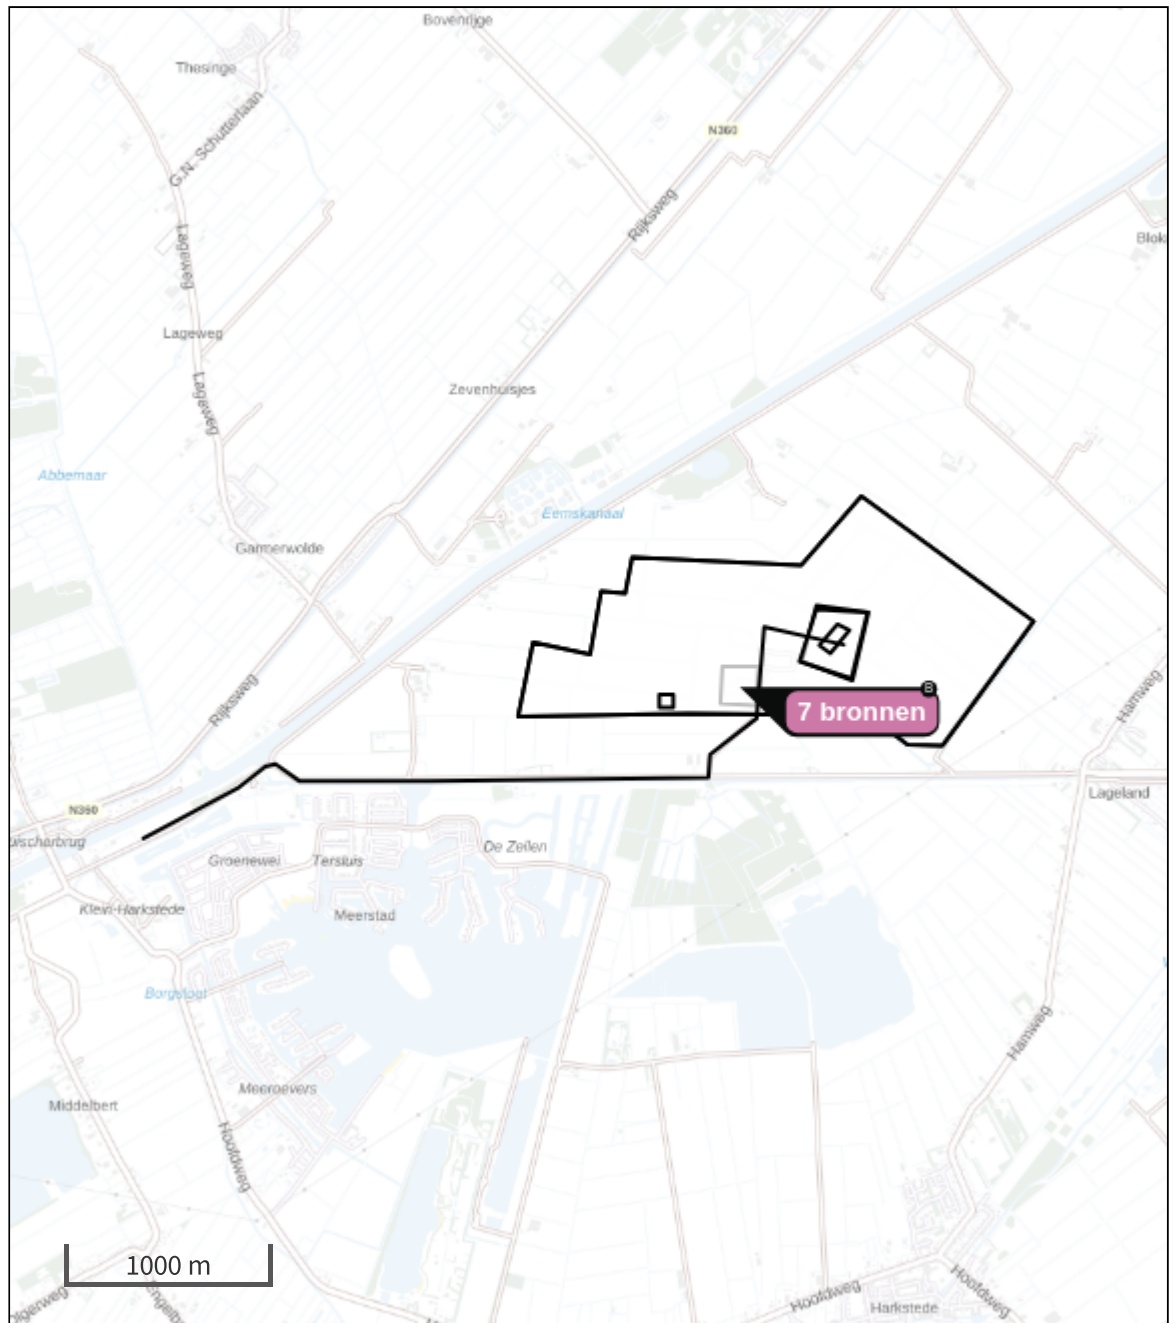 Bovenrijge
Thesinge
N360
G.N. Schutterlaan
Rijksweg
Lageweg
Lageweg
Zevenhuisjes
Lageweg
Abbemaar
Eemskanaal
Garmerwolde
Rijksweg
Hamweg
B
7 bronnen
N360
Lageland
De Zeilen
Groenewei
Tersluis
Klein-Harkstede
Meerstad
Borgsloot
Hamweg
Meeroevers
Middelbert
Hoofdweg
1000 m
Hoofdweg
Hoofdweg
Harkstede